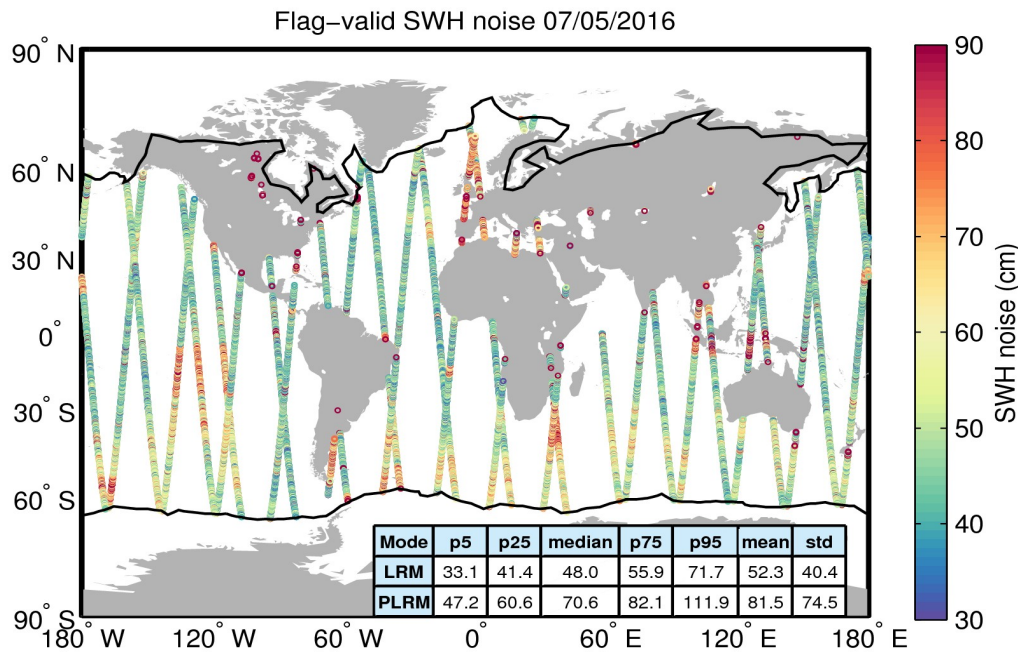 Flag−valid SWH noise 07/05/2016
90° N
60° N
30° N
0°
30° S
60° S
90° S
180° W
120° W
60° W
0°
60° E
120° E
180° E
90
80
70
60
50
40
30
SWH noise (cm)
Mode p5 p25 median p75 p95 mean std
LRM 33.1 41.4 48.0 55.9 71.7 52.3 40.4
PLRM 47.2 60.6 70.6 82.1 111.9 81.5 74.5